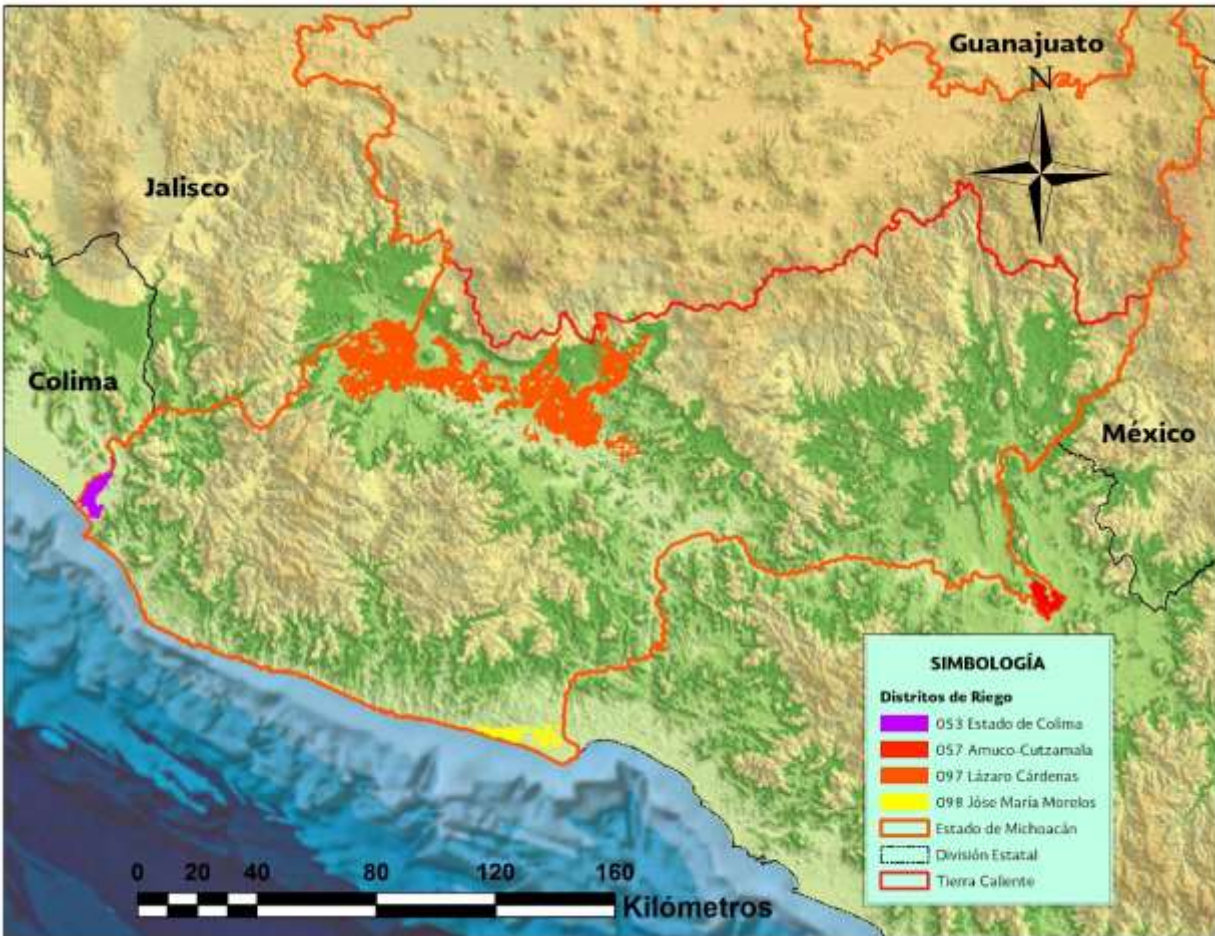 Guanajuato
N
Jalisco
Colima
México
SIMBOLOGÍA
Distritos de Riego
053 Estado de Colima
057 Amuco-Cutzamala
097 Lázaro Cárdenas
098 Jóse María Morelos
Estado de Michoacán
División Estatal
Tierra Caliente
0 20 40 80 120 160
Kilómetros